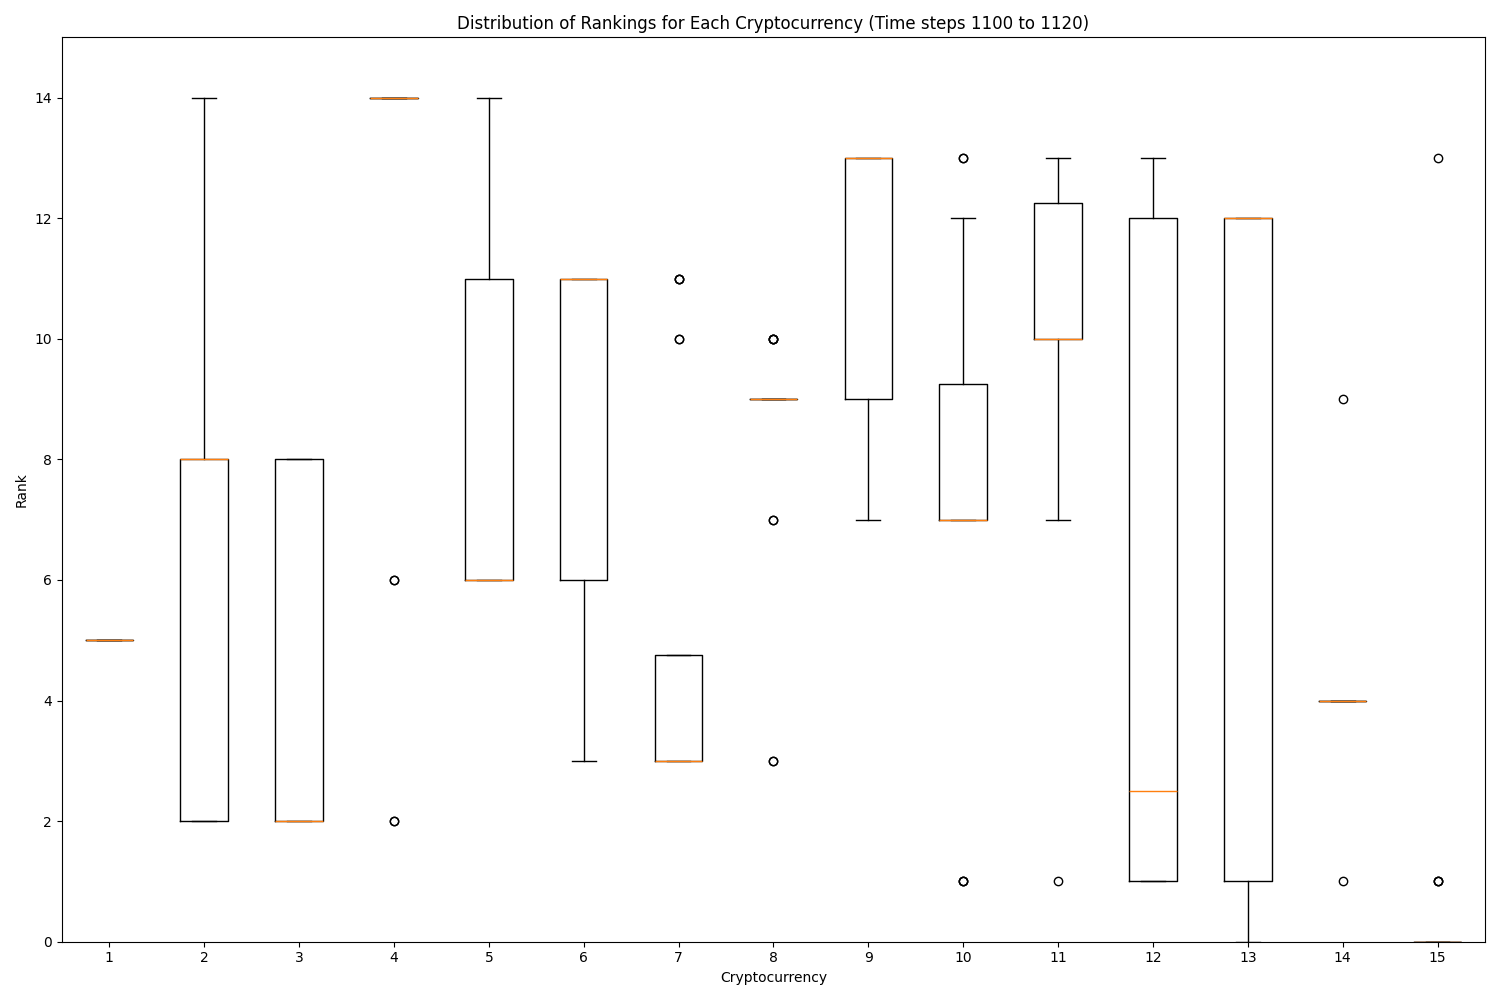 Distribution of Rankings for Each Cryptocurrency (Time steps 1100 to 1120)
14
12
10
8
6
4
2
0
Rank
1 2 3 4 5 6 7 8 9 10 11 12 13 14 15
Cryptocurrency